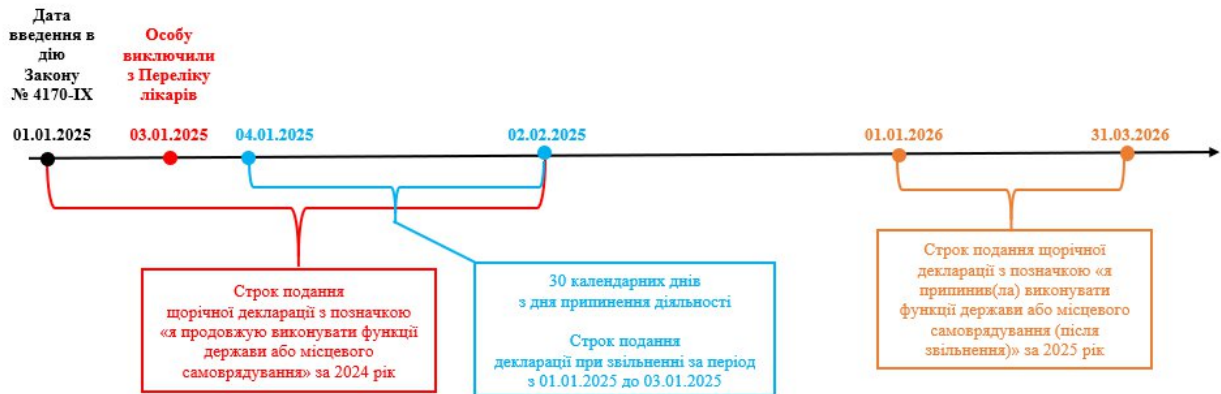 Дата
введення в
дію
Закону
№ 4170-IX
Особу
виключили
з Переліку
лікарів
01.01.2025
03.01.2025
04.01.2025
02.02.2025
01.01.2026
31.03.2026
Строк подання
щорічної декларації з позначкою
«я продовжую виконувати функції
держави або місцевого
самоврядування» за 2024 рік
30 календарних днів
з дня припинення діяльності
Строк подання
декларації при звільненні за період
з 01.01.2025 до 03.01.2025
Строк подання щорічної
декларації з позначкою «я
припинив(ла) виконувати
функції держави або місцевого
самоврядування (після
звільнення)» за 2025 рік